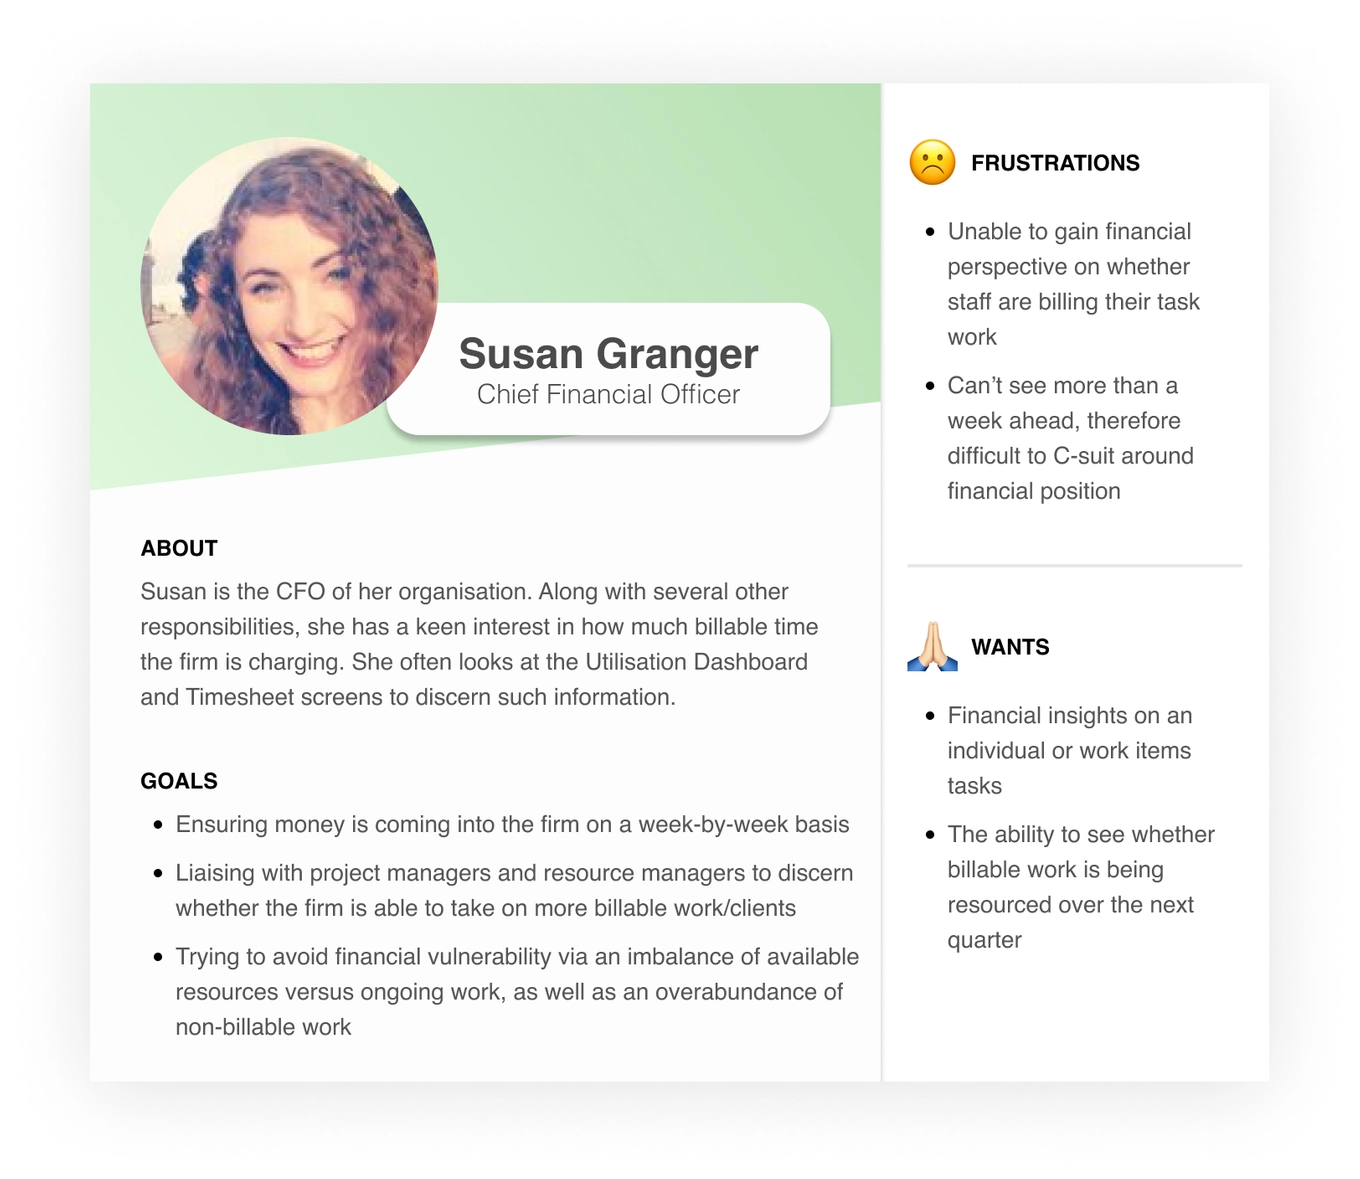 Susan Granger
Chief Financial Officer
ABOUT
Susan is the CFO of her organisation. Along with several other
responsibilities, she has a keen interest in how much billable time
the firm is charging. She often looks at the Utilisation Dashboard
and Timesheet screens to discern such information.
GOALS
• Ensuring money is coming into the firm on a week-by-week basis
• Liaising with project managers and resource managers to discern
whether the firm is able to take on more billable work/clients
• Trying to avoid financial vulnerability via an imbalance of available
resources versus ongoing work, as well as an overabundance of
non-billable work
FRUSTRATIONS
• Unable to gain financial
perspective on whether
staff are billing their task
work
• Can’t see more than a
week ahead, therefore
difficult to C-suit around
financial position
WANTS
• Financial insights on an
individual or work items
tasks
• The ability to see whether
billable work is being
resourced over the next
quarter